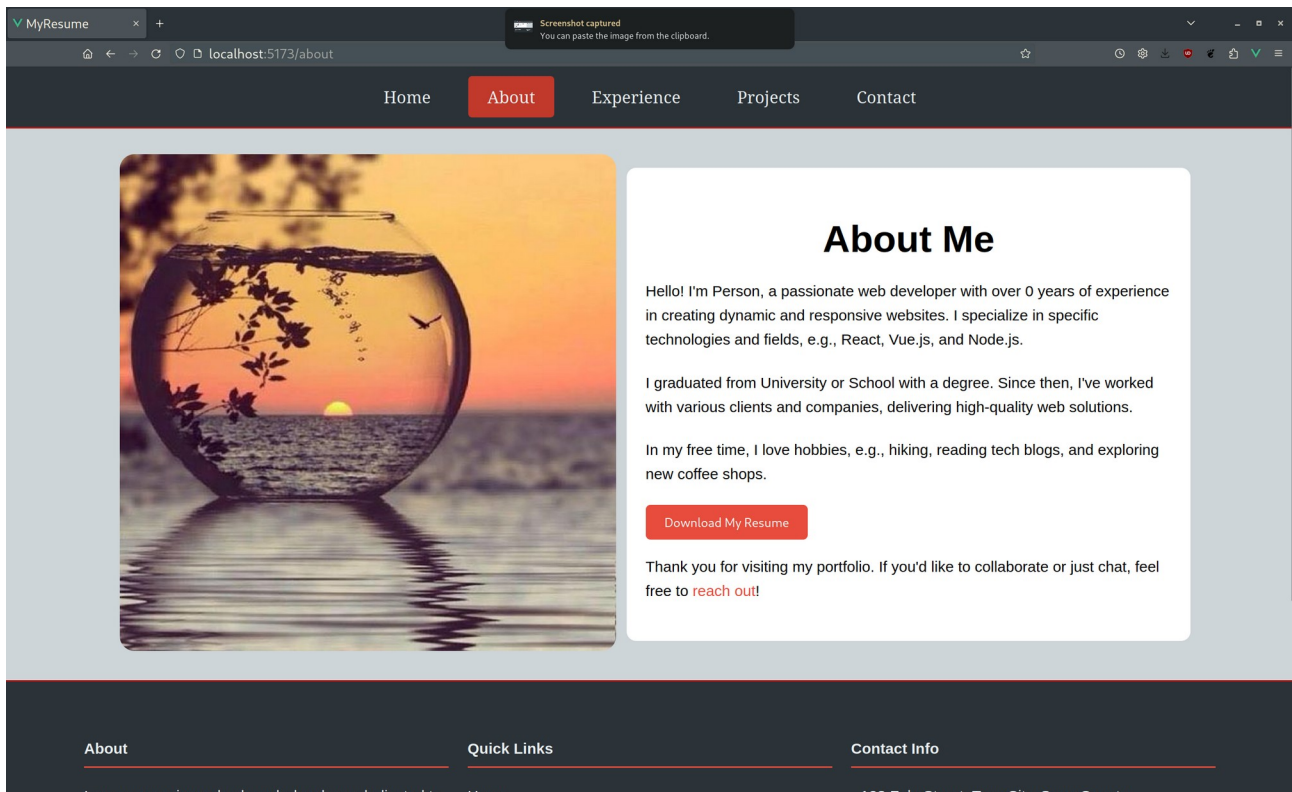 MyResume
Screenshot captured
You can paste the image from the clipboard.
localhost:5173/about
Home About Experience Projects Contact
About Me
Hello! I'm Person, a passionate web developer with over 0 years of experience
in creating dynamic and responsive websites. I specialize in specific
technologies and fields, e.g., React, Vue.js, and Node.js.
I graduated from University or School with a degree. Since then, I've worked
with various clients and companies, delivering high-quality web solutions.
In my free time, I love hobbies, e.g., hiking, reading tech blogs, and exploring
new coffee shops.
Download My Resume
Thank you for visiting my portfolio. If you'd like to collaborate or just chat, feel
free to reach out!
About Quick Links Contact Info